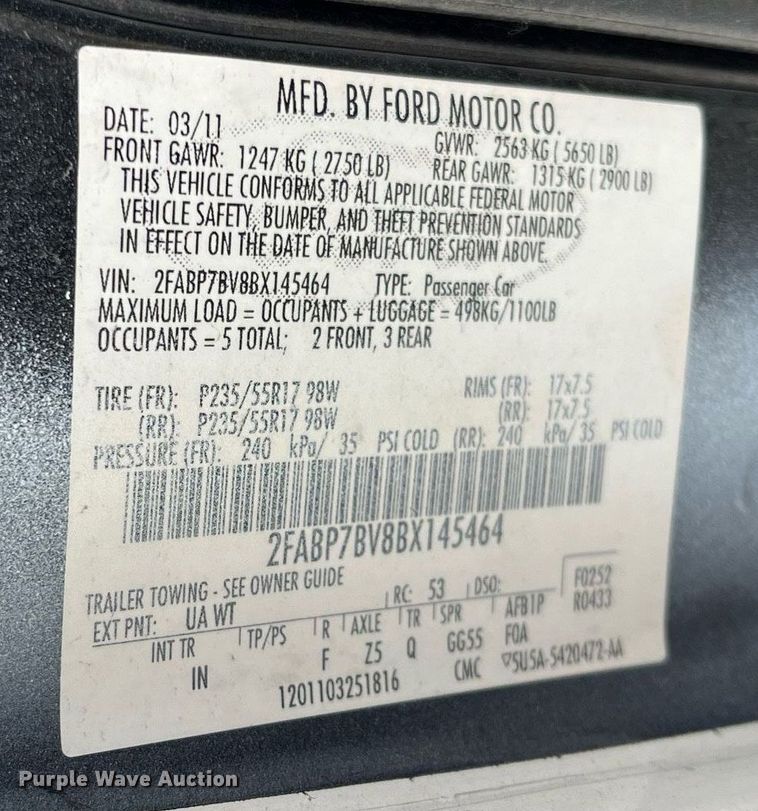 MFD. BY FORD MOTOR CO.
DATE: 03/11 GVWR: 2563 KG ( 5650 LB)
FRONT GAWR: 1247 KG ( 2750 LB) REAR GAWR: 1315 KG ( 2900 LB)
THIS VEHICLE CONFORMS TO ALL APPLICABLE FEDERAL MOTOR
VEHICLE SAFETY, BUMPER, AND THEFT PREVENTION STANDARDS
IN EFFECT ON THE DATE OF MANUFACTURE SHOWN ABOVE.
VIN: 2FABP7BV8BX145464 TYPE: Passenger Car
MAXIMUM LOAD = OCCUPANTS + LUGGAGE = 498KG/1100LB
OCCUPANTS = 5 TOTAL; 2 FRONT, 3 REAR
TIRE (FR): P235/55R17 98W RIMS (FR): 17x7.5
(RR): P235/55R17 98W (RR): 17x7.5
PRESSURE (FR): 240 kPa/ 35 PSI COLD (RR): 240 kPa/ 35 PSI COLD
2FABP7BV8BX145464
TRAILER TOWING - SEE OWNER GUIDE F0252
EXT PNT: UA WT RC: 53 DSO: R0433
INT TR TP/PS R AXLE TR SPR AFB1P
IN F Z5 Q GG55 FOA
1201103251816 CMC 5U5A-5420472-AA
Purple Wave Auction